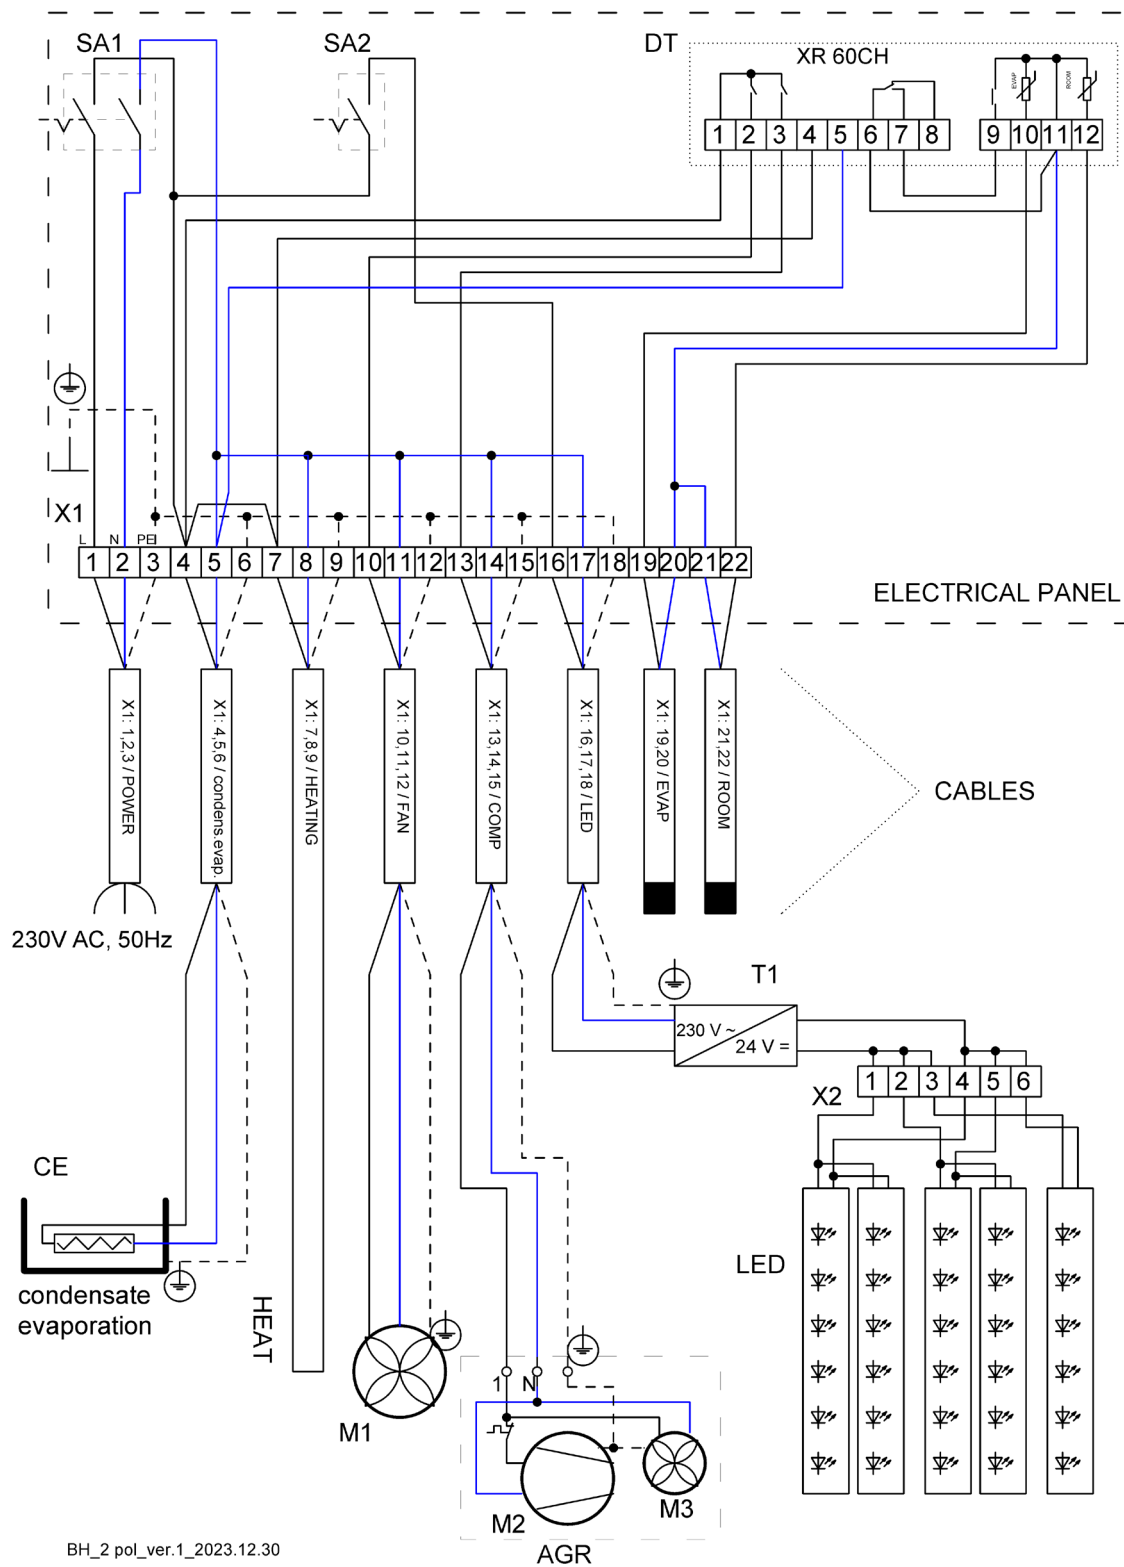 SA1
SA2
DT
XR 60CH
EVAP
ROOM
1 2 3 4 5 6 7 8
9 10 11 12
X1
L N PE
1 2 3 4 5 6 7 8 9 10 11 12 13 14 15 16 17 18 19 20 21 22
ELECTRICAL PANEL
X1: 1,2,3 / POWER
X1: 4,5,6 / condens.evap.
X1: 7,8,9 / HEATING
X1: 10,11,12 / FAN
X1: 13,14,15 / COMP
X1: 16,17,18 / LED
X1: 19,20 / EVAP
X1: 21,22 / ROOM
CABLES
230V AC, 50Hz
T1
230 V ~
24 V =
X2
1 2 3 4 5 6
CE
condensate
evaporation
HEAT
LED
M1
1 N
M2
M3
AGR
BH_2 pol_ver.1_2023.12.30